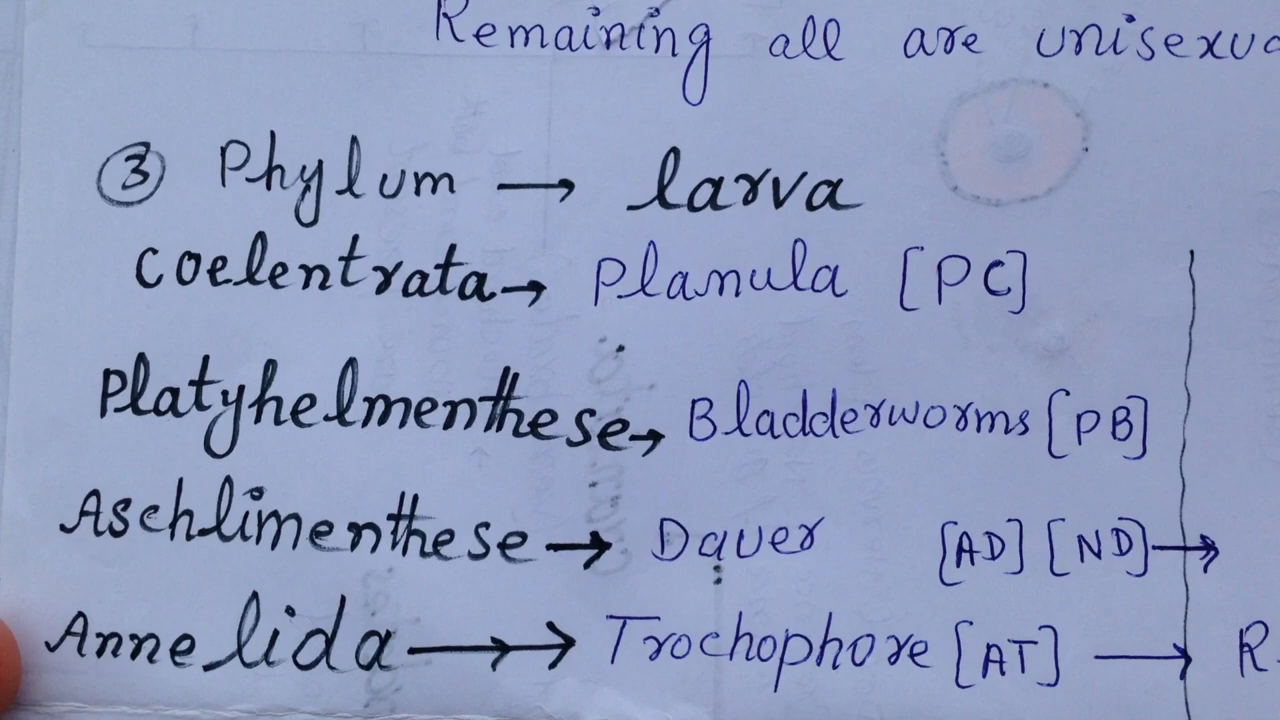 Remaining all are unisexua
③ Phylum → larva
Coelentrata → Planula [PC]
Platyhelmenthese → Bladderworms [PB]
Aschlimenthese → Dauer [AD] [ND] →
Annelida → Trochophore [AT] → R